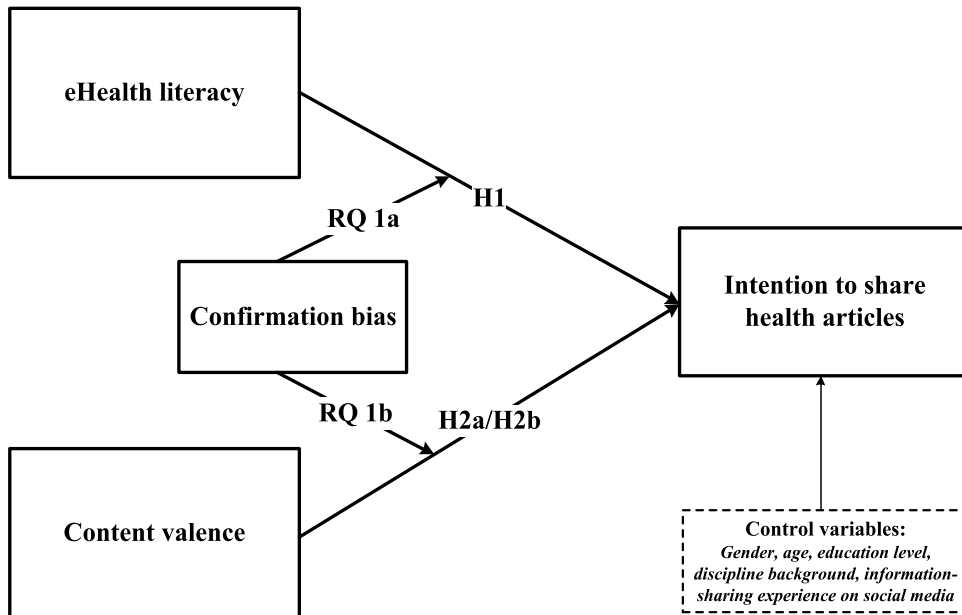 eHealth literacy
H1
RQ 1a
Confirmation bias
Intention to share
health articles
RQ 1b
H2a/H2b
Content valence
Control variables:
Gender, age, education level,
discipline background, information-
sharing experience on social media